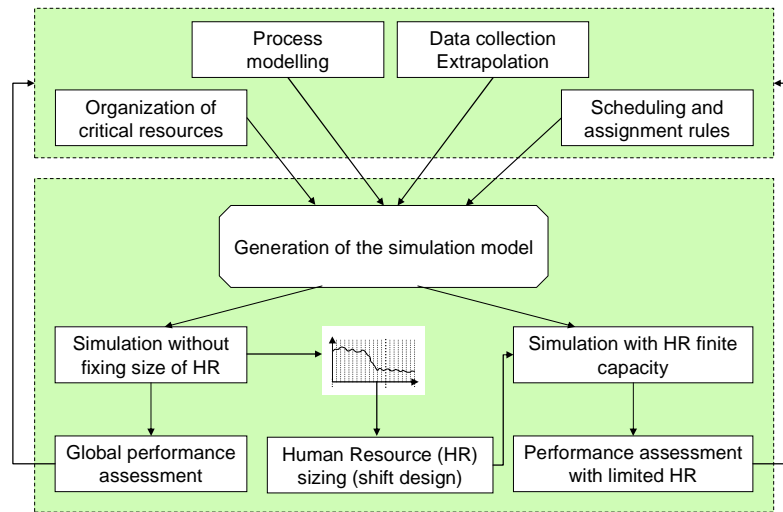 Process
modelling
Data collection
Extrapolation
Organization of
critical resources
Scheduling and
assignment rules
Generation of the simulation model
Simulation without
fixing size of HR
Simulation with HR finite
capacity
Global performance
assessment
Human Resource (HR)
sizing (shift design)
Performance assessment
with limited HR